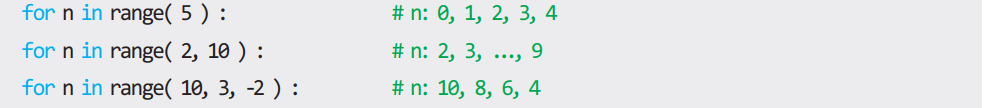 for n in range( 5 ) : # n: 0, 1, 2, 3, 4
for n in range( 2, 10 ) : # n: 2, 3, …, 9
for n in range( 10, 3, -2 ) : # n: 10, 8, 6, 4